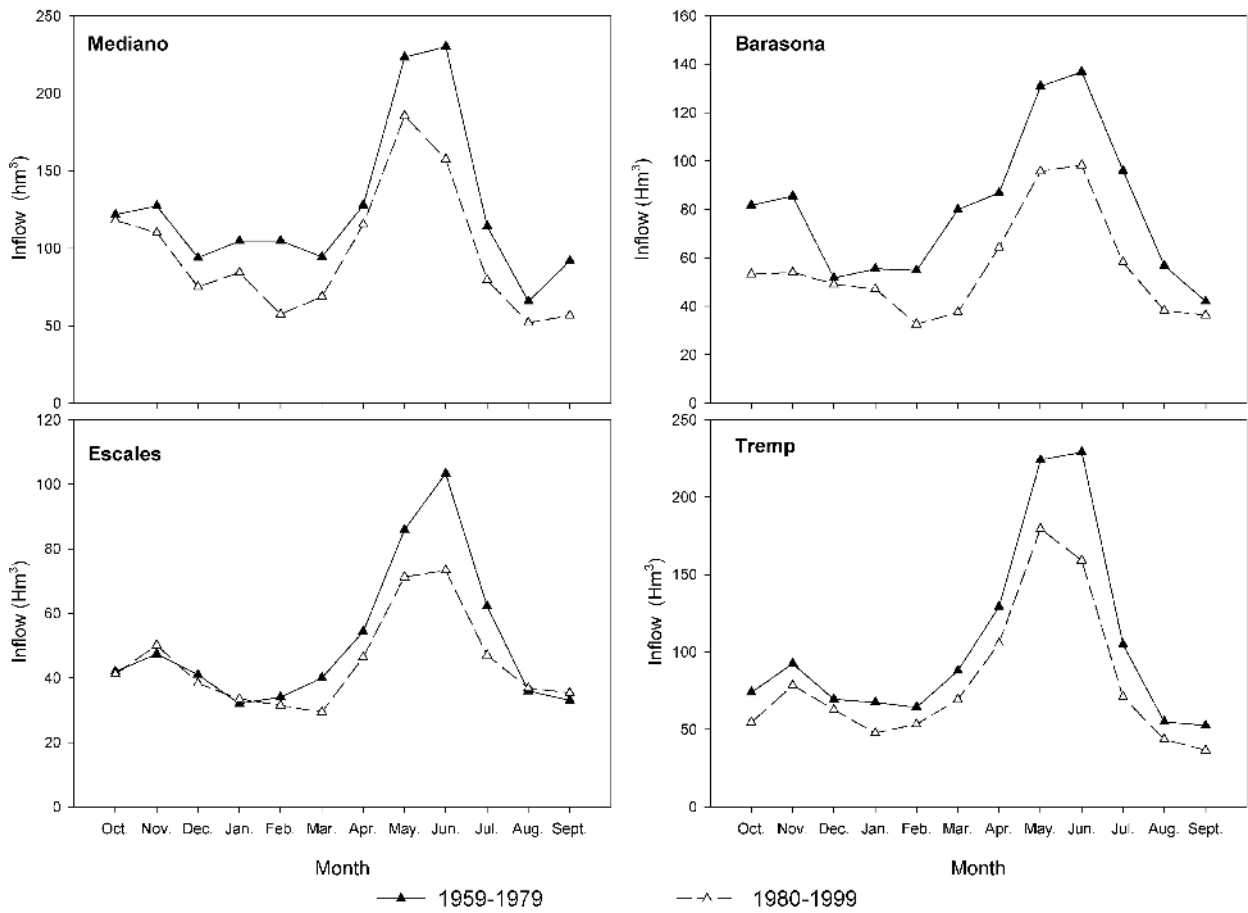 Mediano
Inflow (hm³)
250
200
150
100
50
0
Barasona
Inflow (Hm³)
160
140
120
100
80
60
40
20
0
Escales
Inflow (Hm³)
120
100
80
60
40
20
0
Oct. Nov. Dec. Jan. Feb. Mar. Apr. May. Jun. Jul. Aug. Sept.
Month
Tremp
Inflow (Hm³)
250
200
150
100
50
0
Oct. Nov. Dec. Jan. Feb. Mar. Apr. May. Jun. Jul. Aug. Sept.
Month
1959-1979
1980-1999